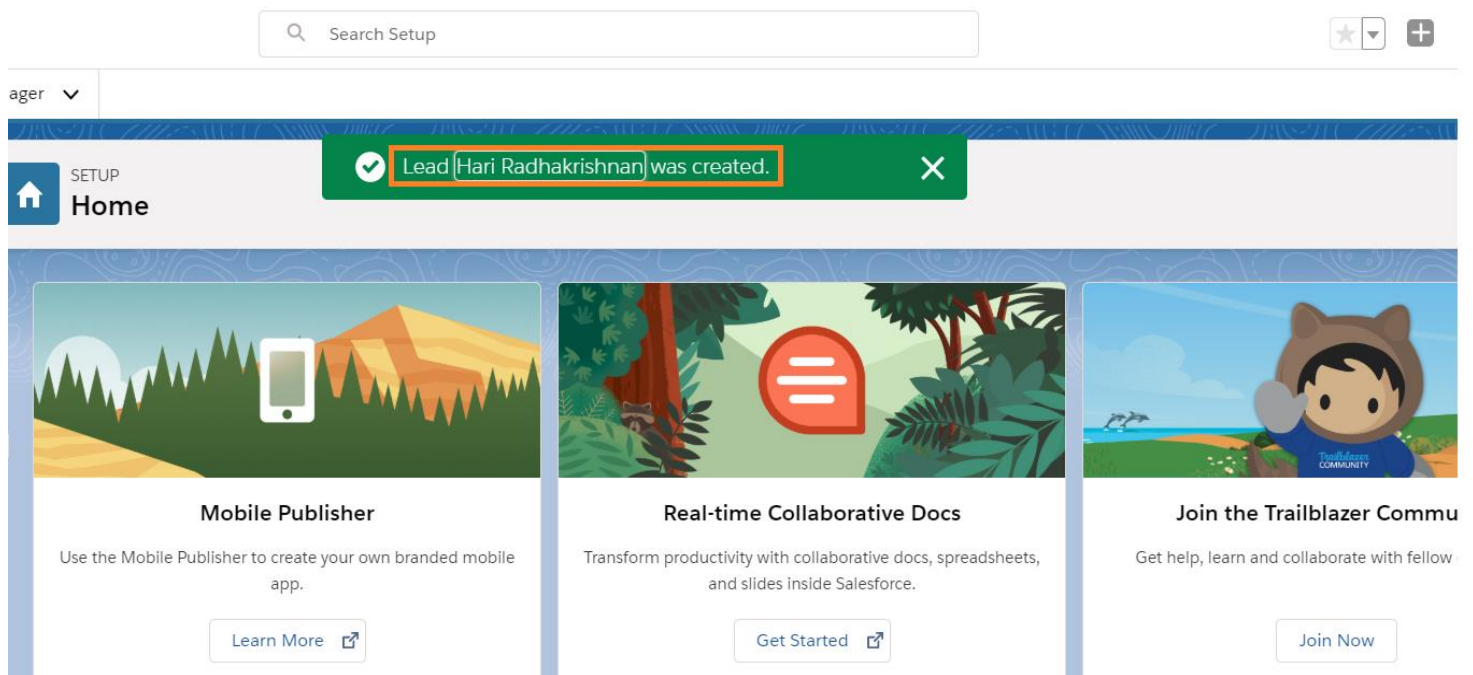 Search Setup
ager
SETUP
Home
Lead Hari Radhakrishnan was created.
Mobile Publisher
Use the Mobile Publisher to create your own branded mobile
app.
Learn More
Real-time Collaborative Docs
Transform productivity with collaborative docs, spreadsheets,
and slides inside Salesforce.
Get Started
Trailblazer
COMMUNITY
Join the Trailblazer Commu
Get help, learn and collaborate with fellow
Join Now